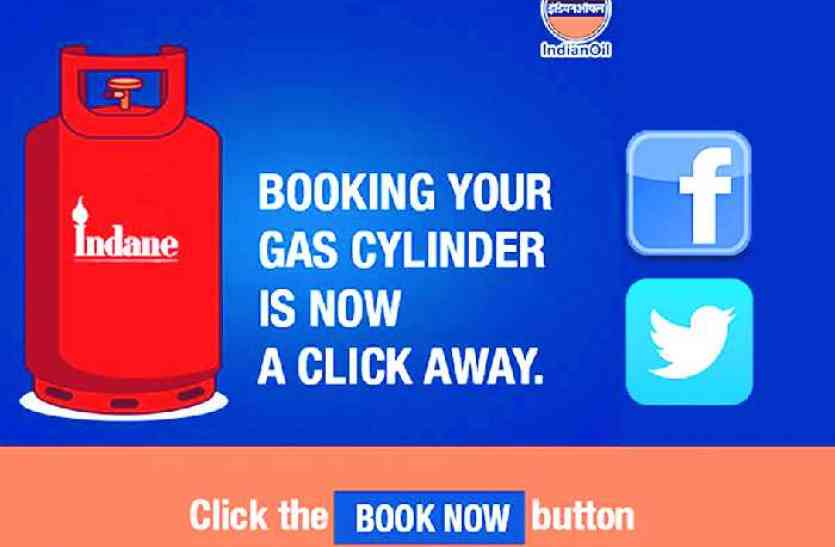 इंडियनऑयल
IndianOil
Indane
BOOKING YOUR
GAS CYLINDER
IS NOW
A CLICK AWAY.
f
Click the BOOK NOW button